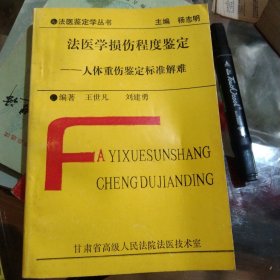 法医鉴定学丛书 主编 杨志明
法医学损伤程度鉴定
——人体重伤鉴定标准解难
编著 王世凡 刘建勇
FAYIXUESUNSHANG
CHENGDUJIANDING
甘肃省高级人民法院法医技术室